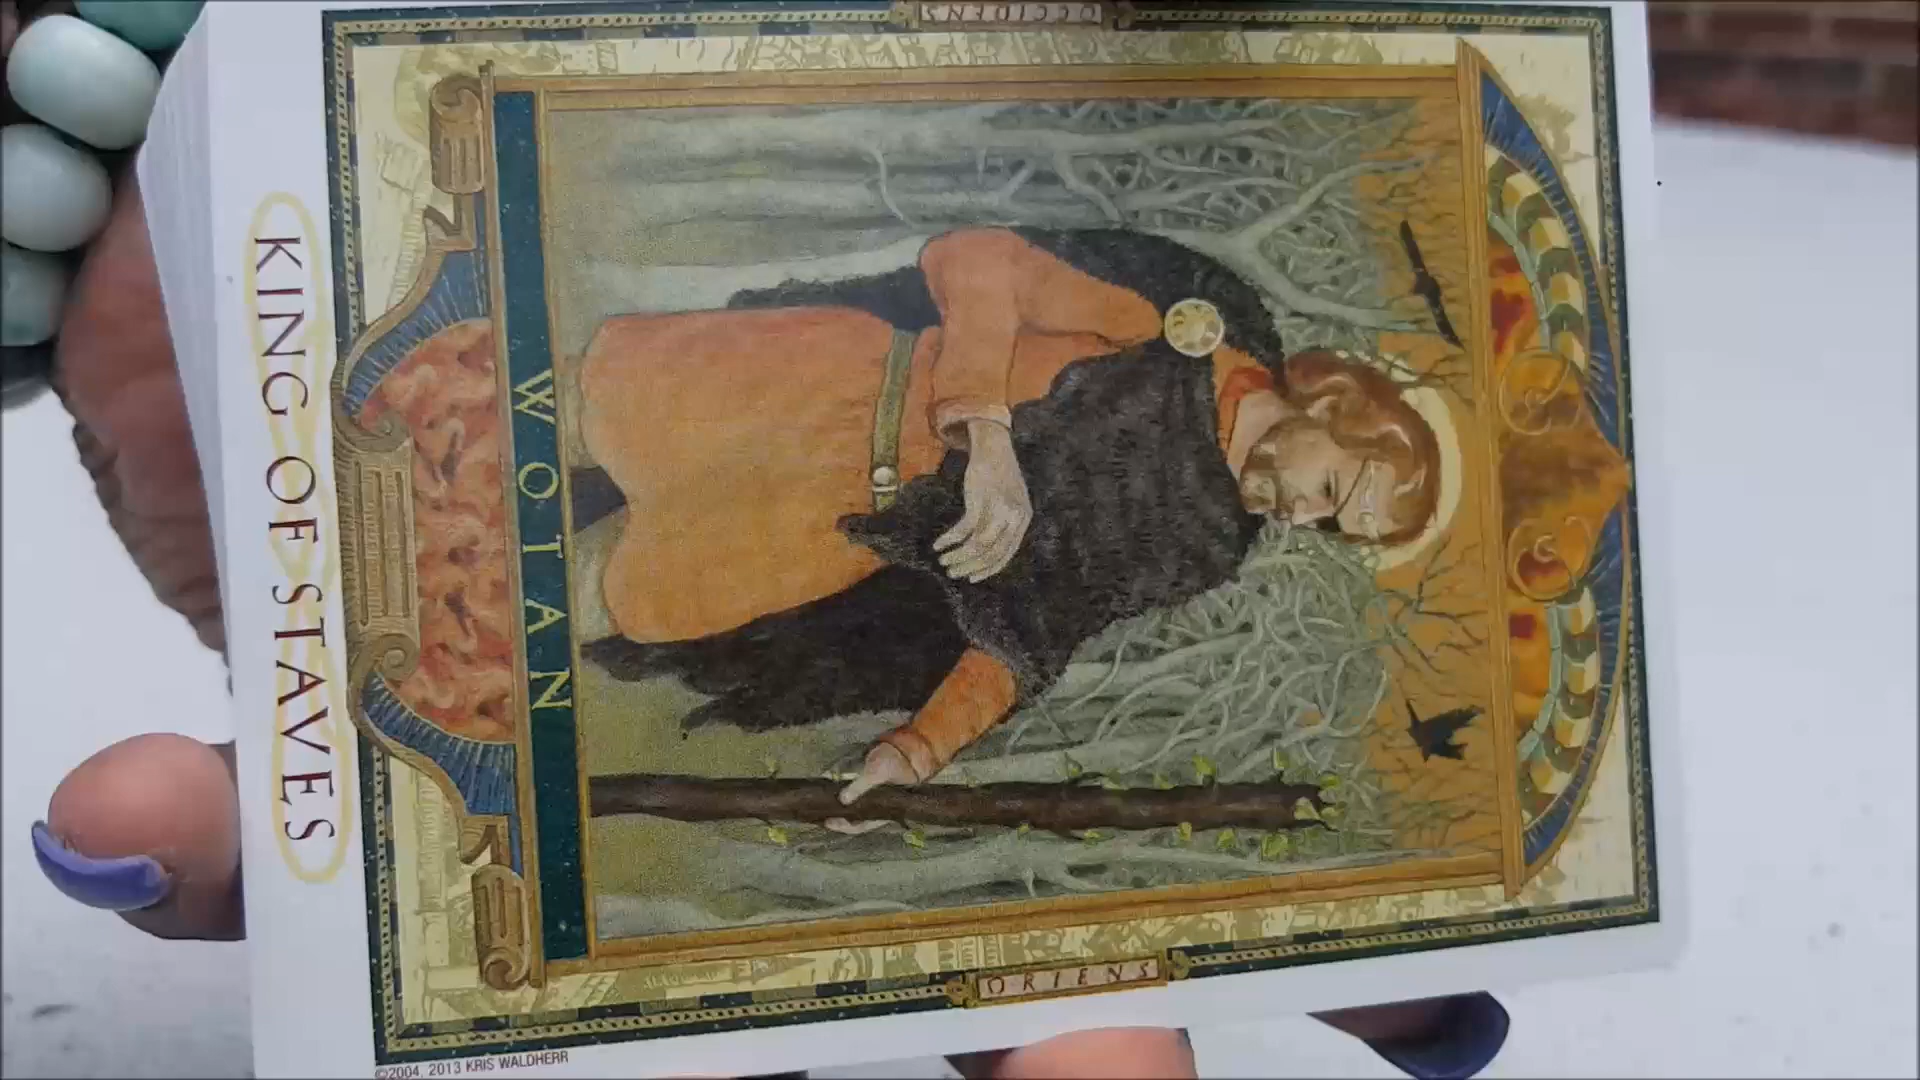 OCCIDENS
WOTAN
ORIENS
KING OF STAVES
©2004, 2013 KRIS WALDHERR